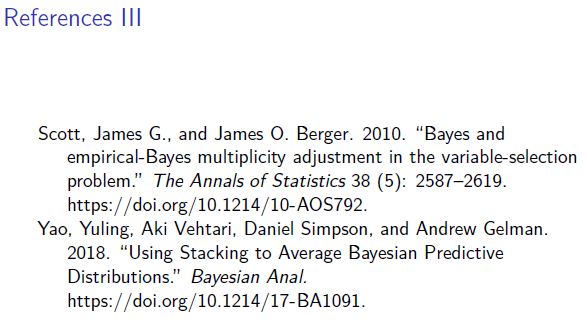 References III
Scott, James G., and James O. Berger. 2010. “Bayes and
empirical-Bayes multiplicity adjustment in the variable-selection
problem.” The Annals of Statistics 38 (5): 2587–2619.
https://doi.org/10.1214/10-AOS792.
Yao, Yuling, Aki Vehtari, Daniel Simpson, and Andrew Gelman.
2018. “Using Stacking to Average Bayesian Predictive
Distributions.” Bayesian Anal.
https://doi.org/10.1214/17-BA1091.